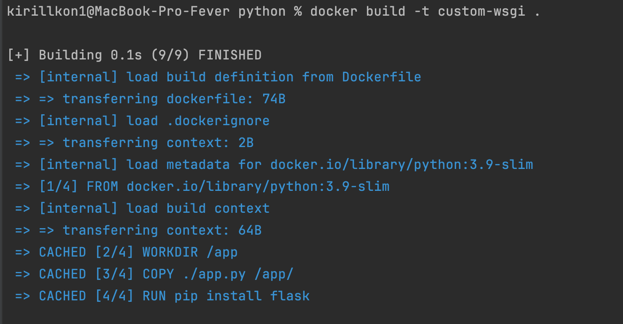 kirillkon1@MacBook-Pro-Fever python % docker build -t custom-wsgi .
[+] Building 0.1s (9/9) FINISHED
=> [internal] load build definition from Dockerfile
=> => transferring dockerfile: 74B
=> [internal] load .dockerignore
=> => transferring context: 2B
=> [internal] load metadata for docker.io/library/python:3.9-slim
=> [1/4] FROM docker.io/library/python:3.9-slim
=> [internal] load build context
=> => transferring context: 64B
=> CACHED [2/4] WORKDIR /app
=> CACHED [3/4] COPY ./app.py /app/
=> CACHED [4/4] RUN pip install flask